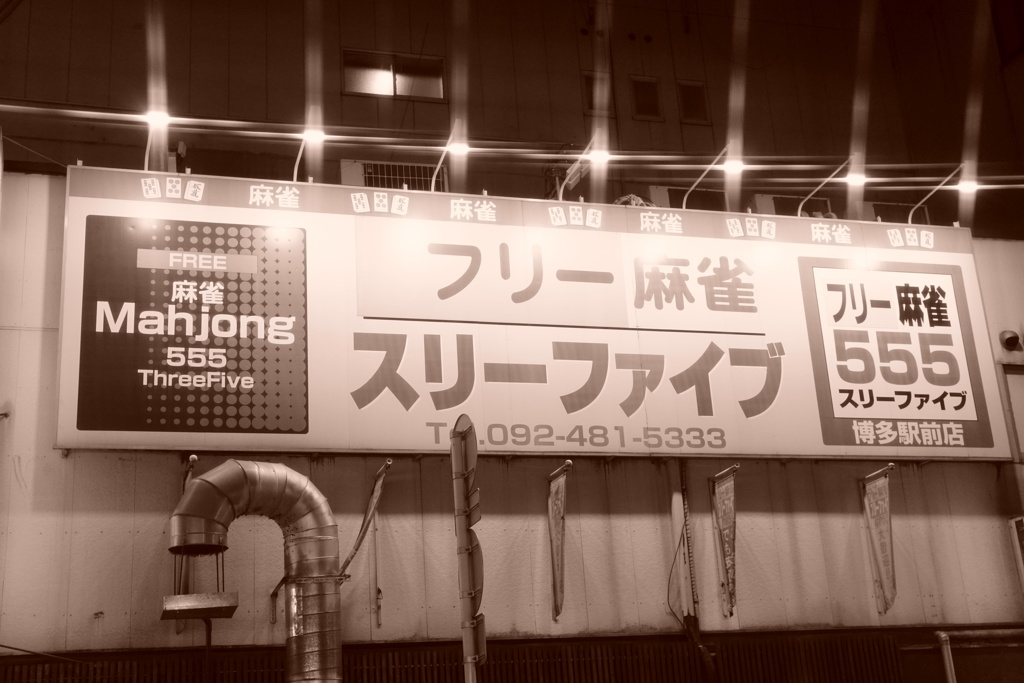 麻雀 麻雀 麻雀 麻雀
FREE
麻雀
Mahjong
555
ThreeFive
フリー麻雀
スリーファイブ
.092-481-5333
フリー麻雀
555
スリーファイブ
博多駅前店